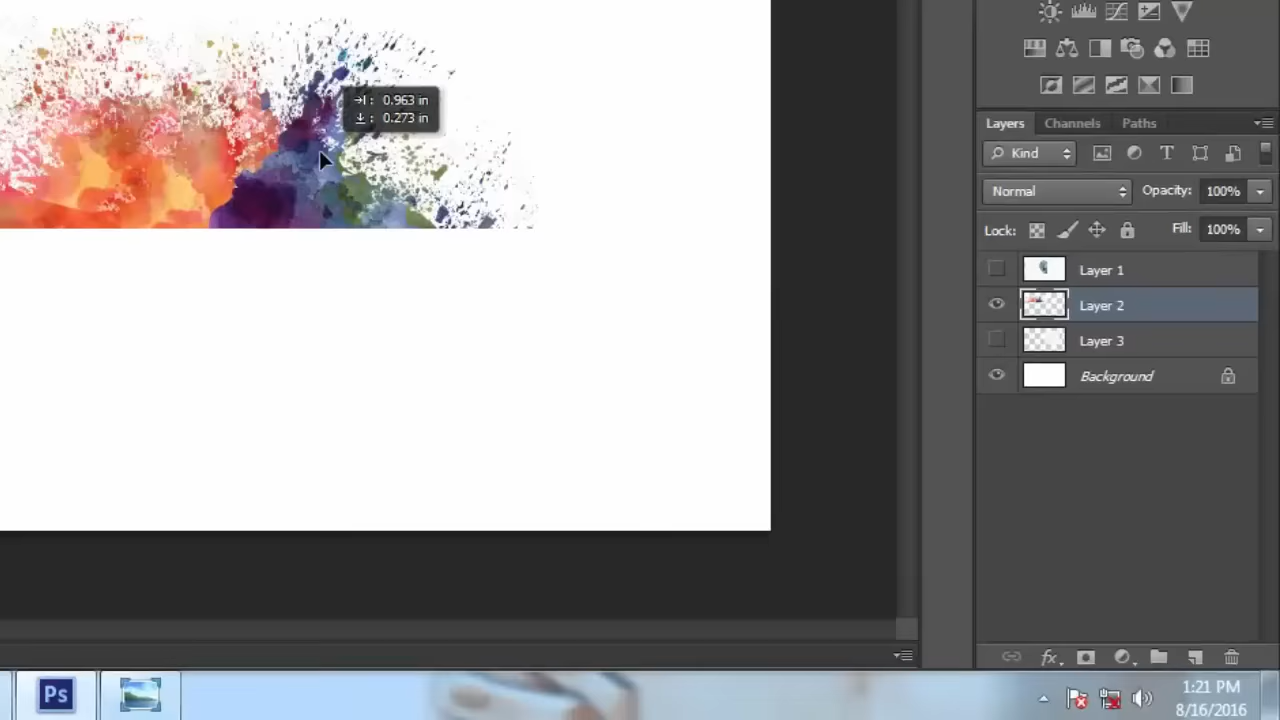 →I : 0.963 in
↓ : 0.273 in
Layers Channels Paths
Kind
Normal Opacity: 100%
Lock: Fill: 100%
Layer 1
Layer 2
Layer 3
Background
fx
Ps
1:21 PM
8/16/2016